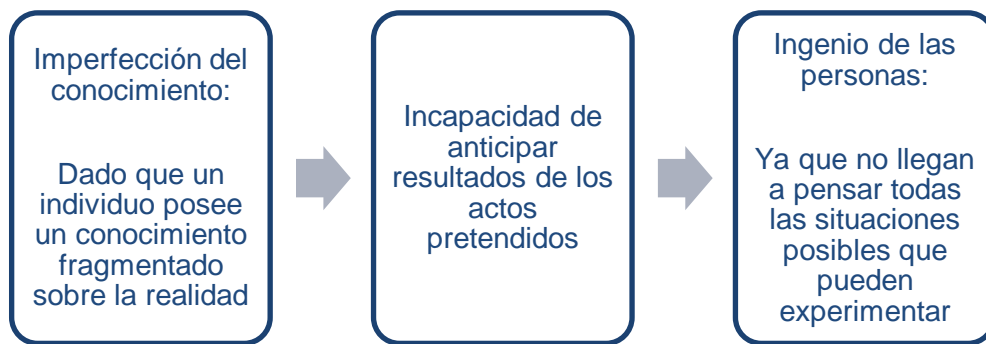 Imperfección del
conocimiento:
Dado que un
individuo posee
un conocimiento
fragmentado
sobre la realidad
Incapacidad de
anticipar
resultados de los
actos
pretendidos
Ingenio de las
personas:
Ya que no llegan
a pensar todas
las situaciones
posibles que
pueden
experimentar